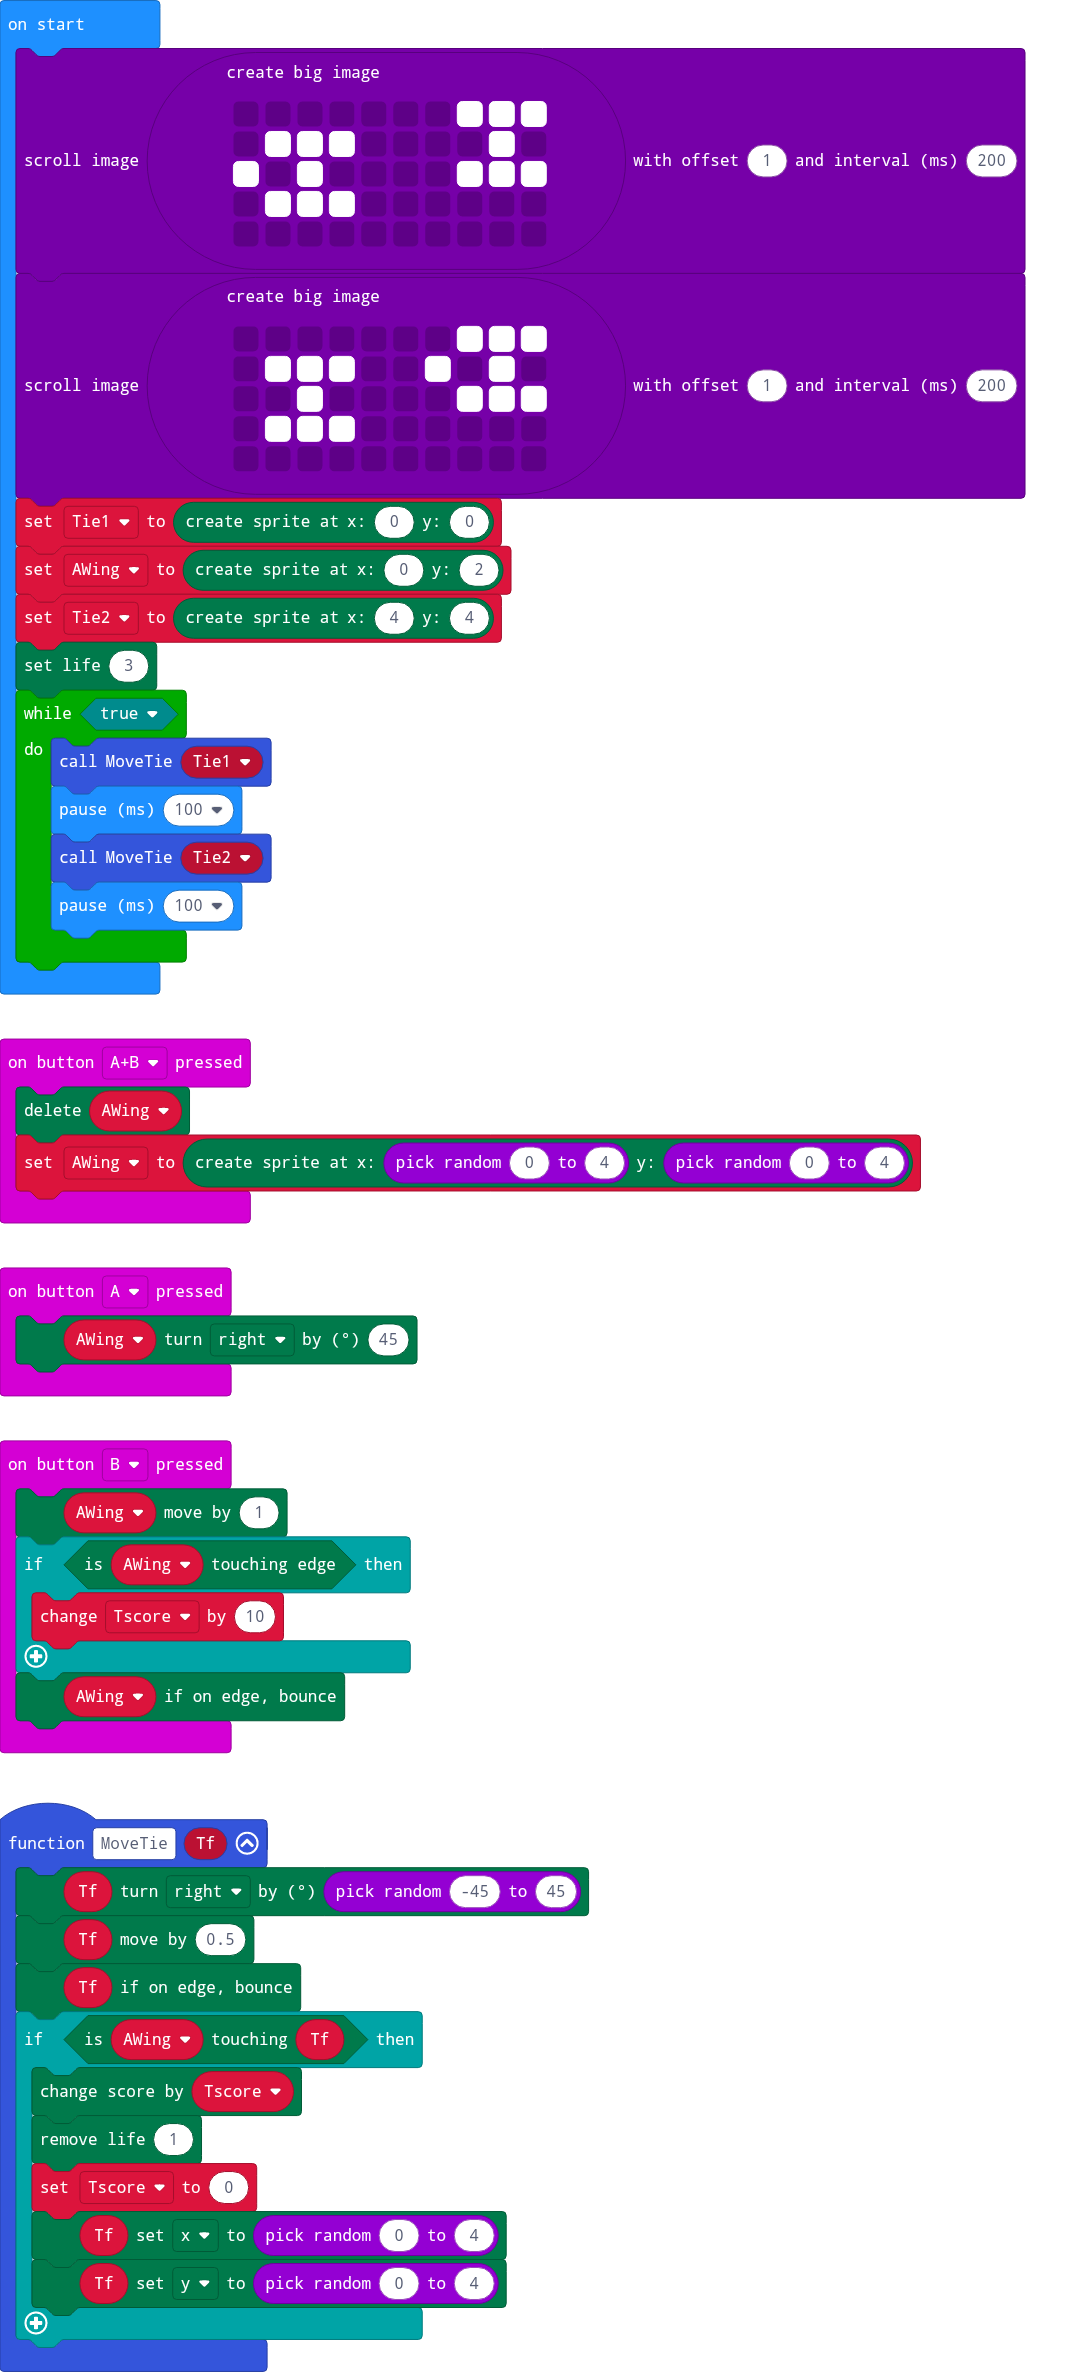 on start
create big image
scroll image with offset 1 and interval (ms) 200
create big image
scroll image with offset 1 and interval (ms) 200
set Tie1 to create sprite at x: 0 y: 0
set AWing to create sprite at x: 0 y: 2
set Tie2 to create sprite at x: 4 y: 4
set life 3
while true
do
call MoveTie Tie1
pause (ms) 100
call MoveTie Tie2
pause (ms) 100
on button A+B pressed
delete AWing
set AWing to create sprite at x: pick random 0 to 4 y: pick random 0 to 4
on button A pressed
AWing turn right by (°) 45
on button B pressed
AWing move by 1
if is AWing touching edge then
change Tscore by 10
AWing if on edge, bounce
function MoveTie Tf
Tf turn right by (°) pick random -45 to 45
Tf move by 0.5
Tf if on edge, bounce
if is AWing touching Tf then
change score by Tscore
remove life 1
set Tscore to 0
Tf set x to pick random 0 to 4
Tf set y to pick random 0 to 4